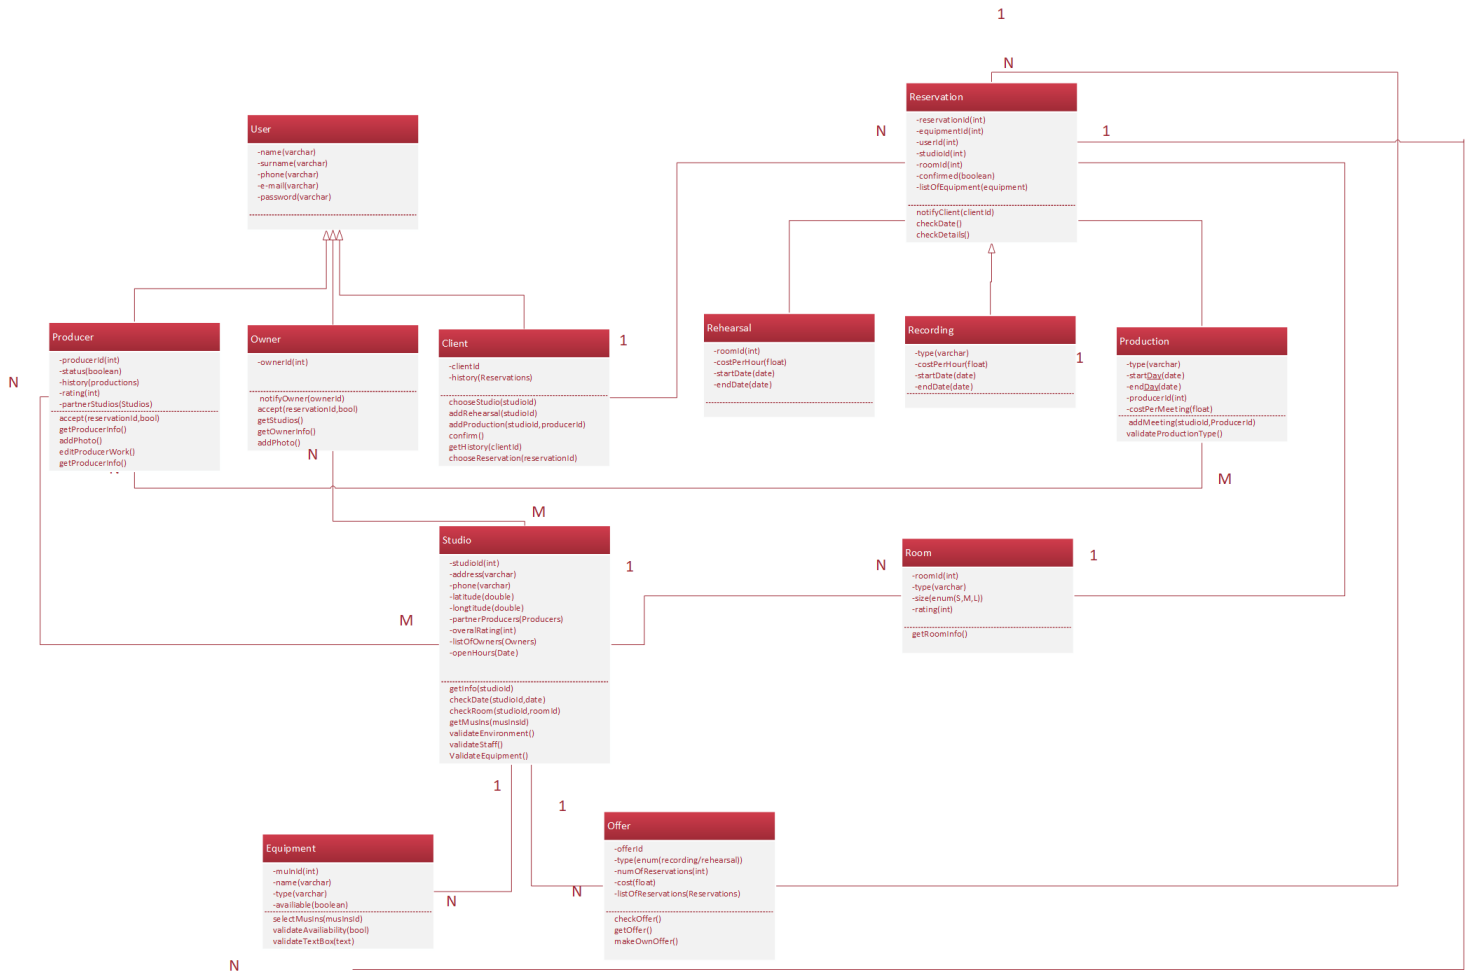 1
N
Reservation
-reservationId(int)
-equipmentId(int)
-userId(int)
-studioId(int)
-roomId(int)
-confirmed(boolean)
-listOfEquipment(equipment)
notifyClient(clientId)
checkDate()
checkDetails()
N
1
User
-name(varchar)
-surname(varchar)
-phone(varchar)
-e-mail(varchar)
-password(varchar)
Producer
-producerId(int)
-status(boolean)
-history(productions)
-rating(int)
-partnerStudios(Studios)
accept(reservationId,bool)
getProducerInfo()
addPhoto()
editProducerWork()
getProducerInfo()
N
Owner
-ownerId(int)
notifyOwner(ownerId)
accept(reservationId,bool)
getStudios()
getOwnerInfo()
addPhoto()
N
Client
-clientId
-history(Reservations)
chooseStudio(studioId)
addRehearsal(studioId)
addProduction(studioId,producerId)
confirm()
getHistory(clientId)
chooseReservation(reservationId)
1
Rehearsal
-roomId(int)
-costPerHour(float)
-startDate(date)
-endDate(date)
Recording
-type(varchar)
-costPerHour(float)
-startDate(date)
-endDate(date)
1
Production
-type(varchar)
-startDay(date)
-endDay(date)
-producerId(int)
-costPerMeeting(float)
addMeeting(studioId,ProducerId)
validateProductionType()
M
M
Studio
-studioId(int)
-address(varchar)
-phone(varchar)
-latitude(double)
-longtitude(double)
-partnerProducers(Producers)
-overalRating(int)
-listOfOwners(Owners)
-openHours(Date)
getInfo(studioId)
checkDate(studioId,date)
checkRoom(studioId,roomId)
getMusIns(musInsId)
validateEnvironment()
validateStaff()
ValidateEquipment()
1
M
N
Room
-roomId(int)
-type(varchar)
-size(enum(S,M,L))
-rating(int)
getRoomInfo()
1
1
1
Equipment
-muInId(int)
-name(varchar)
-type(varchar)
-availiable(boolean)
selectMusIns(musInsId)
validateAvailiability(bool)
validateTextBox(text)
N
Offer
-offerId
-type(enum(recording/rehearsal))
-numOfReservations(int)
-cost(float)
-listOfReservations(Reservations)
checkOffer()
getOffer()
makeOwnOffer()
N
N